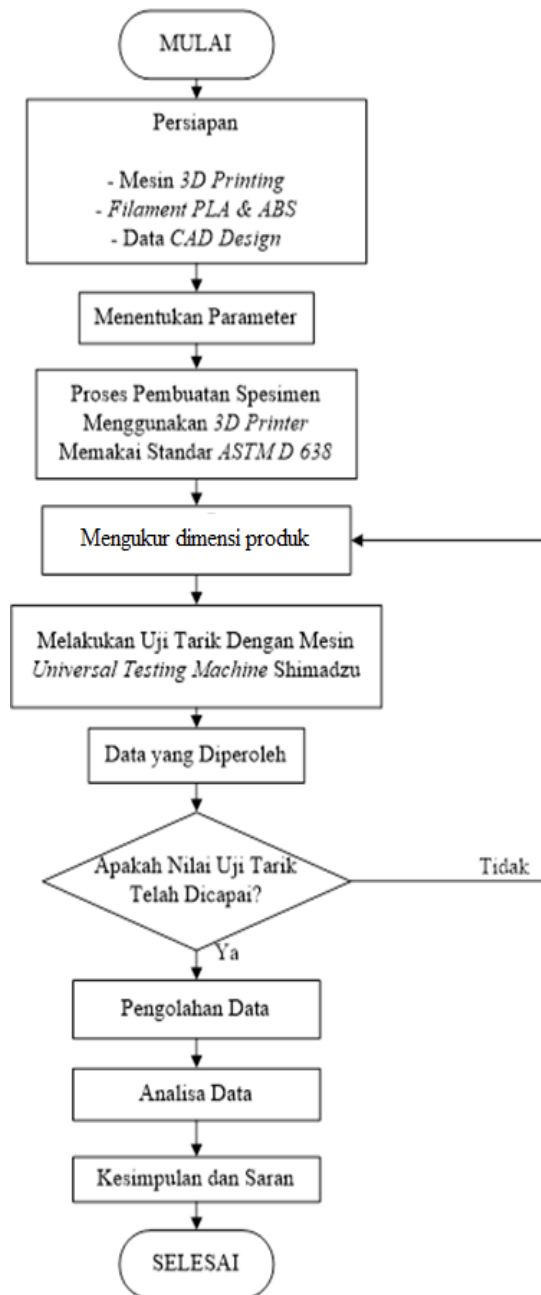 MULAI
Persiapan
- Mesin 3D Printing
- Filament PLA & ABS
- Data CAD Design
Menentukan Parameter
Proses Pembuatan Spesimen
Menggunakan 3D Printer
Memakai Standar ASTM D 638
Mengukur dimensi produk
Melakukan Uji Tarik Dengan Mesin
Universal Testing Machine Shimadzu
Data yang Diperoleh
Apakah Nilai Uji Tarik
Telah Dicapai?
Tidak
Ya
Pengolahan Data
Analisa Data
Kesimpulan dan Saran
SELESAI